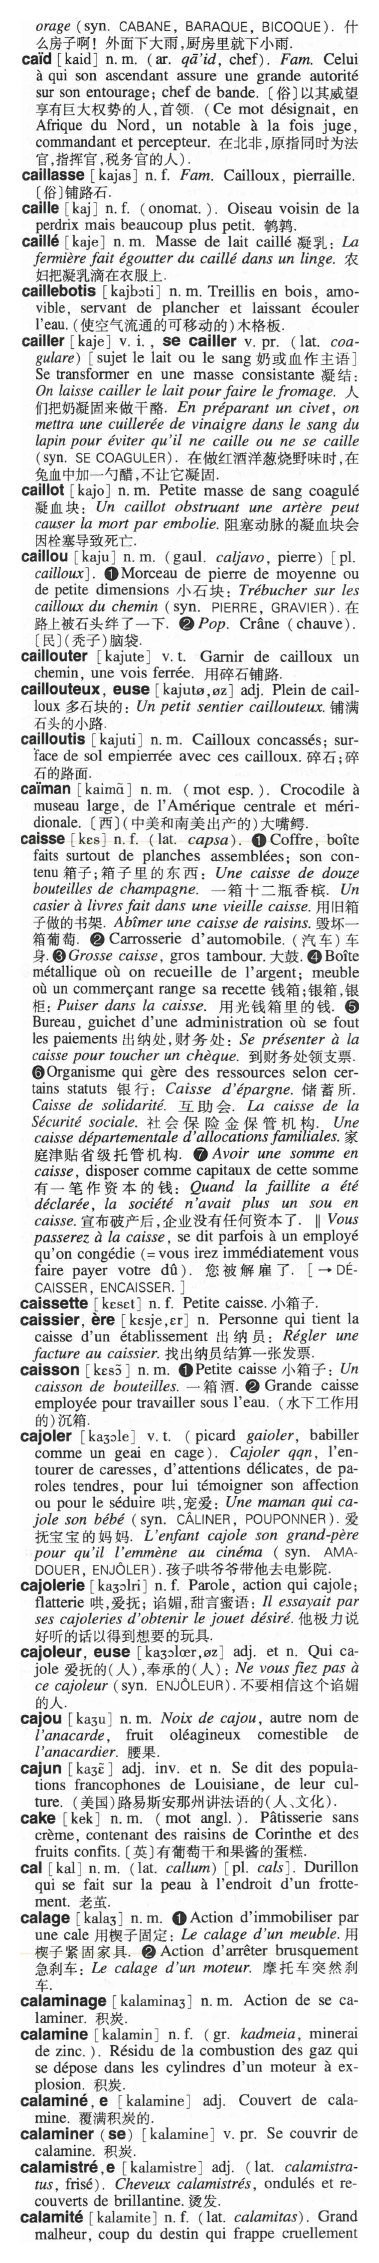 orage (syn. CABANE, BARAQUE, BICOQUE). 什
么房子啊! 外面下大雨,厨房里就下小雨.
caïd [kaid] n. m. (ar. qā'id, chef). Fam. Celui
à qui son ascendant assure une grande autorité
sur son entourage; chef de bande. 〔俗〕以其威望
享有巨大权势的人,首领. (Ce mot désignait, en
Afrique du Nord, un notable à la fois juge,
commandant et percepteur. 在北非,原指同时为法
官,指挥官,税务官的人).
caillasse [kajas] n. f. Fam. Cailloux, pierraille.
〔俗〕铺路石.
caille [kaj] n. f. (onomat.). Oiseau voisin de la
perdrix mais beaucoup plus petit. 鹌鹑.
caillé [kaje] n. m. Masse de lait caillé 凝乳: La
fermière fait égoutter du caillé dans un linge. 农
妇把凝乳滴在衣服上.
caillebotis [kajbɔti] n. m. Treillis en bois, amo-
vible, servant de plancher et laissant écouler
l'eau. (使空气流通的可移动的)木格板.
cailler [kaje] v. i., se cailler v. pr. (lat. coa-
gulare) [sujet le lait ou le sang 奶或血作主语]
Se transformer en une masse consistante 凝结:
On laisse cailler le lait pour faire le fromage. 人
们把奶凝固来做干酪. En préparant un civet, on
mettra une cuillerée de vinaigre dans le sang du
lapin pour éviter qu'il ne caille ou ne se caille
(syn. SE COAGULER). 在做红酒洋葱烧野味时,在
兔血中加一勺醋,不让它凝固.
caillot [kajo] n. m. Petite masse de sang coagulé
凝血块: Un caillot obstruant une artère peut
causer la mort par embolie. 阻塞动脉的凝血块会
因栓塞导致死亡.
caillou [kaju] n. m. (gaul. caljavo, pierre) [pl.
cailloux]. ❶Morceau de pierre de moyenne ou
de petite dimensions 小石块: Trébucher sur les
cailloux du chemin (syn. PIERRE, GRAVIER). 在
路上被石头绊了一下. ❷ Pop. Crâne (chauve).
〔民〕(秃子)脑袋.
caillouter [kajute] v. t. Garnir de cailloux un
chemin, une vois ferrée. 用碎石铺路.
caillouteux, euse [kajutø,øz] adj. Plein de cail-
loux 多石块的: Un petit sentier caillouteux. 铺满
石头的小路.
cailloutis [kajuti] n. m. Cailloux concassés; sur-
face de sol empierrée avec ces cailloux. 碎石;碎
石的路面.
caïman [kaimɑ̃] n. m. (mot esp.). Crocodile à
museau large, de l'Amérique centrale et méri-
dionale. 〔西〕(中美和南美出产的)大嘴鳄.
caisse [kɛs] n. f. (lat. capsa). ❶ Coffre, boîte
faits surtout de planches assemblées; son con-
tenu 箱子;箱子里的东西: Une caisse de douze
bouteilles de champagne. 一箱十二瓶香槟. Un
casier à livres fait dans une vieille caisse. 用旧箱
子做的书架. Abîmer une caisse de raisins. 毁坏一
箱葡萄. ❷ Carrosserie d'automobile. (汽车)车
身. ❸ Grosse caisse, gros tambour. 大鼓. ❹ Boîte
métallique où on recueille de l'argent; meuble
où un commerçant range sa recette 钱箱;银箱,银
柜: Puiser dans la caisse. 用光钱箱里的钱. ❺
Bureau, guichet d'une administration où se fout
les paiements 出纳处,财务处: Se présenter à la
caisse pour toucher un chèque. 到财务处领支票.
❻Organisme qui gère des ressources selon cer-
tains statuts 银行: Caisse d'épargne. 储蓄所.
Caisse de solidarité. 互助会. La caisse de la
Sécurité sociale. 社会保险金保管机构. Une
caisse départementale d'allocations familiales. 家
庭津贴省级托管机构. ❼ Avoir une somme en
caisse, disposer comme capitaux de cette somme
有一笔作资本的钱: Quand la faillite a été
déclarée, la société n'avait plus un sou en
caisse. 宣布破产后,企业没有任何资本了. ‖ Vous
passerez à la caisse, se dit parfois à un employé
qu'on congédie (=vous irez immédiatement vous
faire payer votre dû). 您被解雇了. [→DÉ-
CAISSER, ENCAISSER.]
caissette [kɛsɛt] n. f. Petite caisse. 小箱子.
caissier, ère [kɛsje,ɛr] n. Personne qui tient la
caisse d'un établissement 出纳员: Régler une
facture au caissier. 找出纳员结算一张发票.
caisson [kɛsɔ̃] n. m. ❶Petite caisse 小箱子: Un
caisson de bouteilles. 一箱酒. ❷ Grande caisse
employée pour travailler sous l'eau. (水下工作用
的)沉箱.
cajoler [kaʒɔle] v. t. (picard gaioler, babiller
comme un geai en cage). Cajoler qqn, l'en-
tourer de caresses, d'attentions délicates, de pa-
roles tendres, pour lui témoigner son affection
ou pour le séduire 哄,宠爱: Une maman qui ca-
jole son bébé (syn. CÂLINER, POUPONNER). 爱
抚宝宝的妈妈. L'enfant cajole son grand-père
pour qu'il l'emmène au cinéma (syn. AMA-
DOUER, ENJÔLER). 孩子哄爷爷带他去电影院.
cajolerie [kaʒɔlri] n. f. Parole, action qui cajole;
flatterie 哄,爱抚; 谄媚,甜言蜜语: Il essayait par
ses cajoleries d'obtenir le jouet désiré. 他极力说
好听的话以得到想要的玩具.
cajoleur, euse [kaʒɔlœr,øz] adj. et n. Qui ca-
jole 爱抚的(人),奉承的(人): Ne vous fiez pas à
ce cajoleur (syn. ENJÔLEUR). 不要相信这个谄媚
的人.
cajou [kaʒu] n. m. Noix de cajou, autre nom de
l'anacarde, fruit oléagineux comestible de
l'anacardier. 腰果.
cajun [kaʒɛ̃] adj. inv. et n. Se dit des popula-
tions francophones de Louisiane, de leur cul-
ture. (美国)路易斯安那州讲法语的(人、文化).
cake [kek] n. m. (mot angl.). Pâtisserie sans
crème, contenant des raisins de Corinthe et des
fruits confits. 〔英〕有葡萄干和果酱的蛋糕.
cal [kal] n. m. (lat. callum) [pl. cals]. Durillon
qui se fait sur la peau à l'endroit d'un frotte-
ment. 老茧.
calage [kalaʒ] n. m. ❶ Action d'immobiliser par
une cale 用楔子固定: Le calage d'un meuble. 用
楔子紧固家具. ❷ Action d'arrêter brusquement
急刹车: Le calage d'un moteur. 摩托车突然刹
车.
calaminage [kalaminaʒ] n. m. Action de se ca-
laminer. 积炭.
calamine [kalamin] n. f. (gr. kadmeia, minerai
de zinc.). Résidu de la combustion des gaz qui
se dépose dans les cylindres d'un moteur à ex-
plosion. 积炭.
calaminé, e [kalamine] adj. Couvert de cala-
mine. 覆满积炭的.
calaminer (se) [kalamine] v. pr. Se couvrir de
calamine. 积炭.
calamistré, e [kalamistre] adj. (lat. calamistra-
tus, frisé). Cheveux calamistrés, ondulés et re-
couverts de brillantine. 烫发.
calamité [kalamite] n. f. (lat. calamitas). Grand
malheur, coup du destin qui frappe cruellement